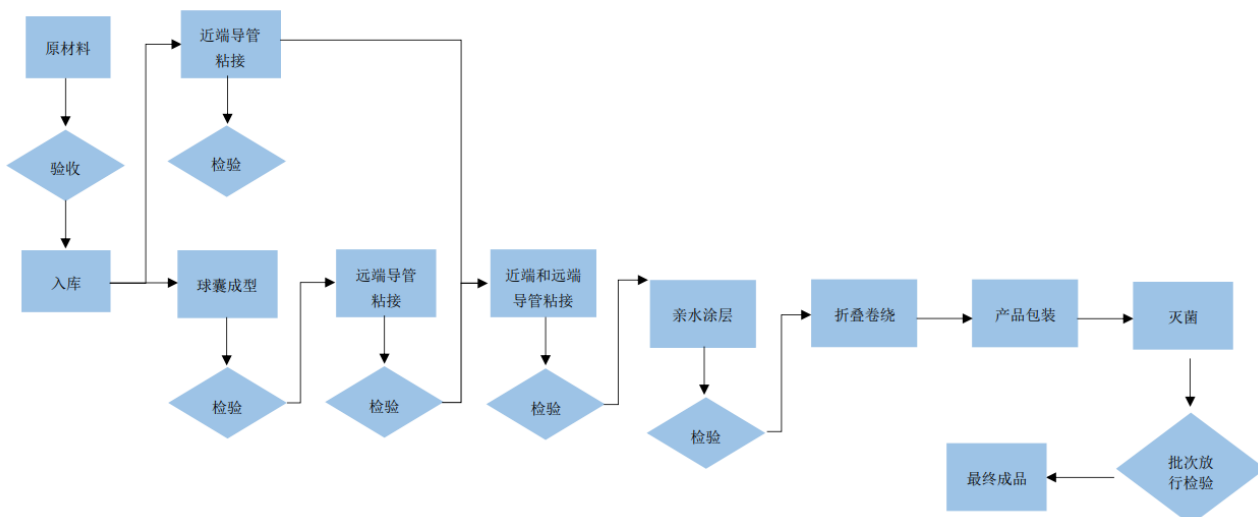 原材料
近端导管
粘接
验收
检验
入库
球囊成型
远端导管
粘接
近端和远端
导管粘接
亲水涂层
折叠卷绕
产品包装
灭菌
检验
检验
检验
检验
最终成品
批次放
行检验